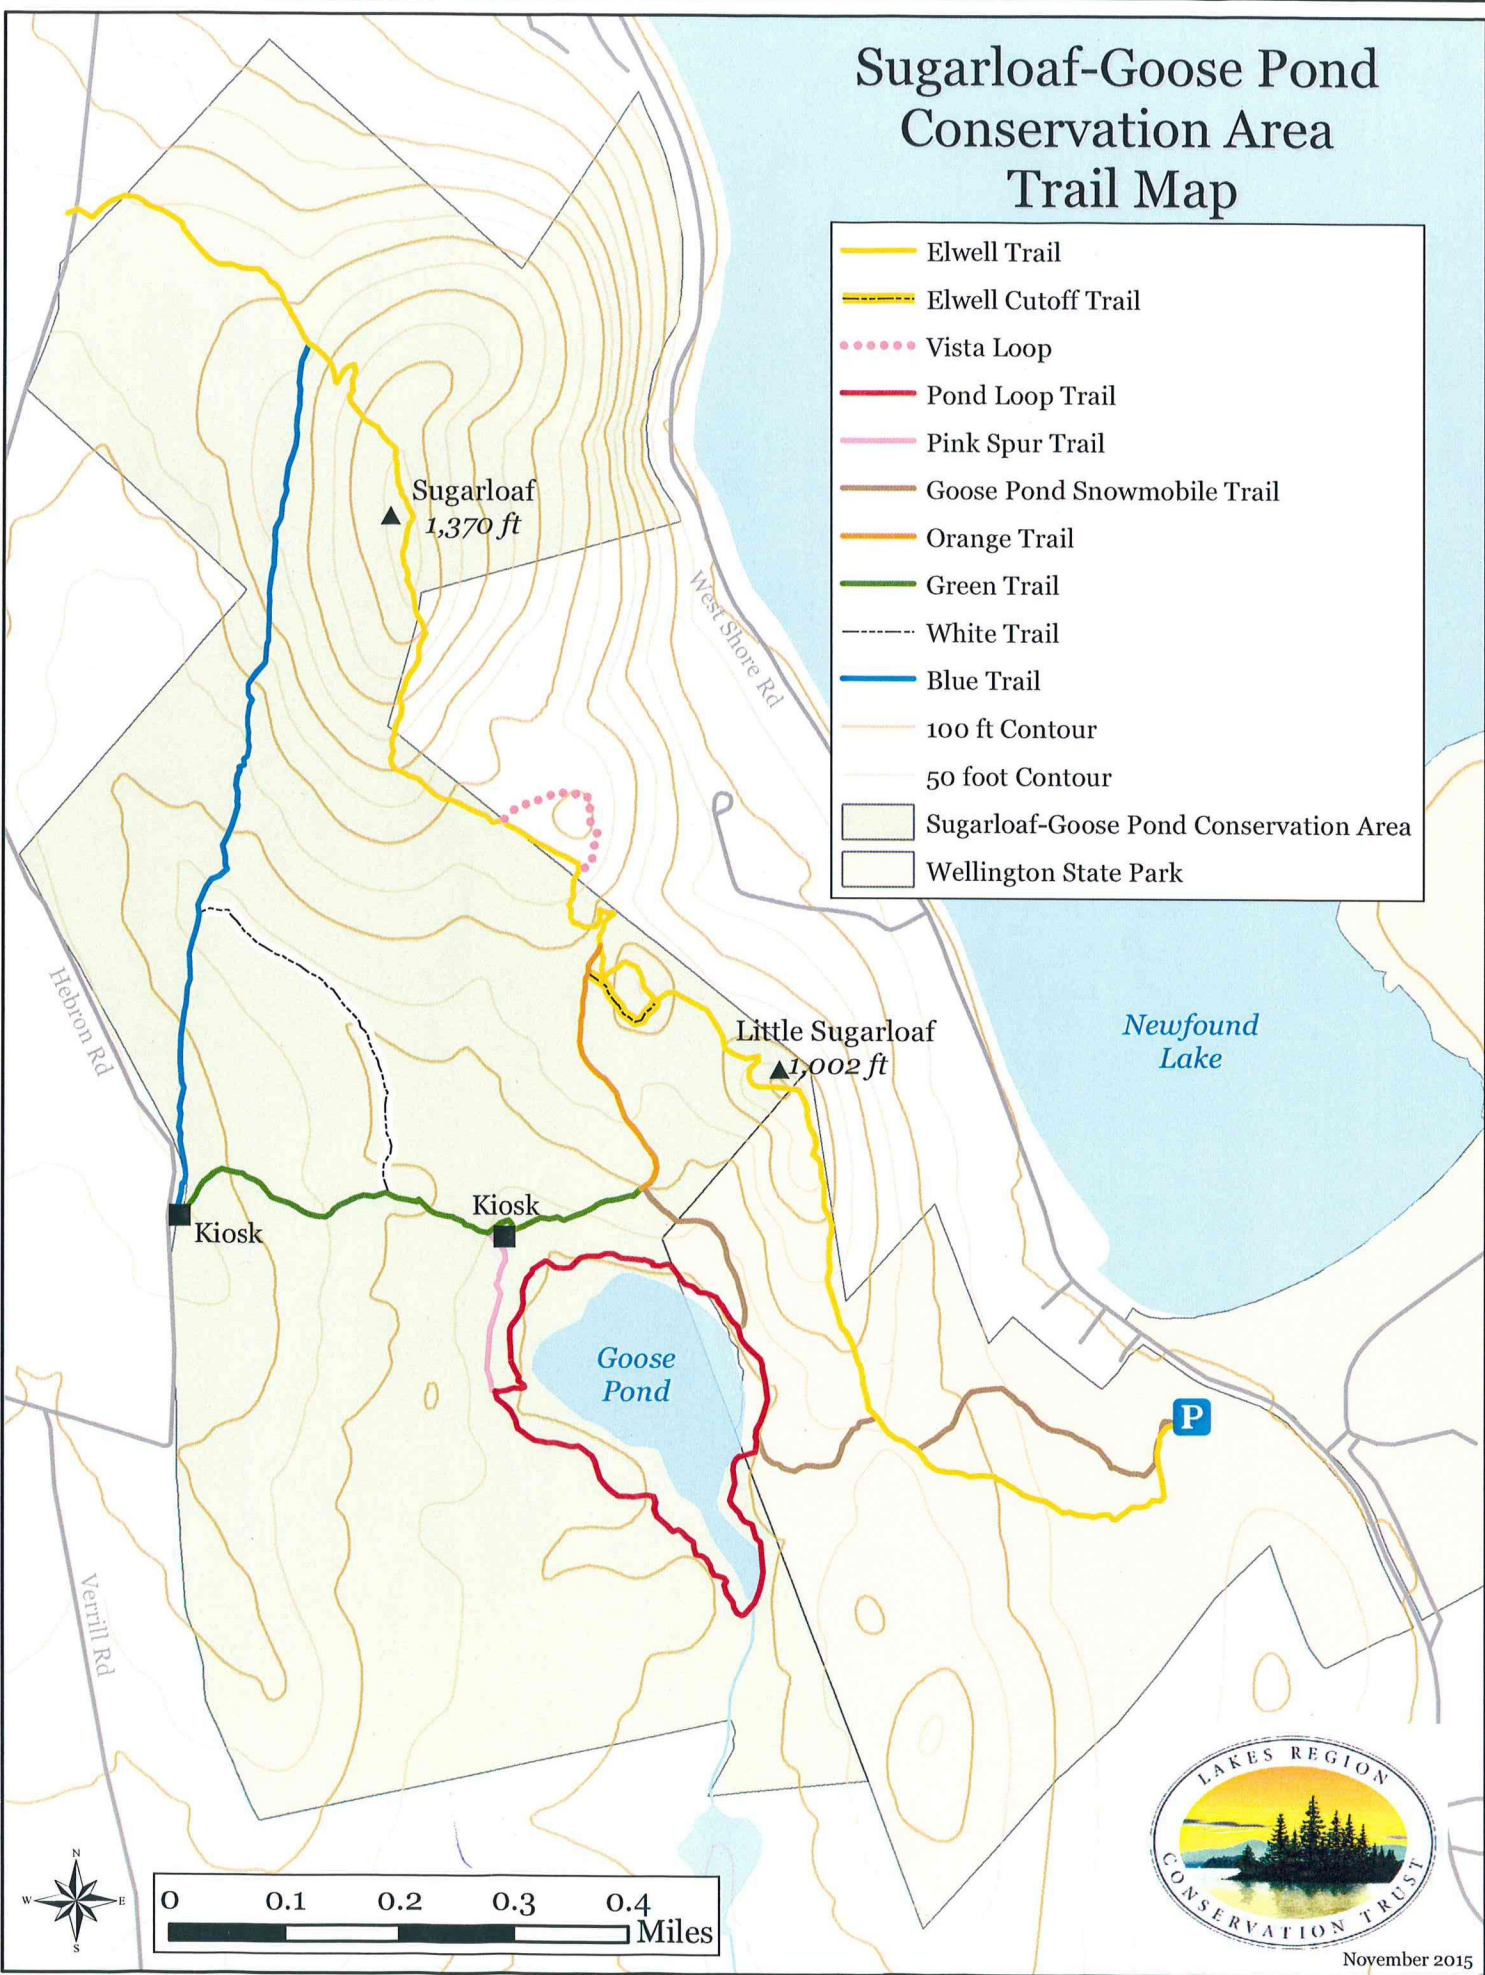 Sugarloaf-Goose Pond
Conservation Area
Trail Map
Elwell Trail
Elwell Cutoff Trail
Vista Loop
Pond Loop Trail
Pink Spur Trail
Goose Pond Snowmobile Trail
Orange Trail
Green Trail
White Trail
Blue Trail
100 ft Contour
50 foot Contour
Sugarloaf-Goose Pond Conservation Area
Wellington State Park
Sugarloaf
1,370 ft
West Shore Rd
Hebron Rd
Little Sugarloaf
1,002 ft
Newfound
Lake
Kiosk
Kiosk
Goose
Pond
P
Verrill Rd
N
W
E
S
0 0.1 0.2 0.3 0.4
Miles
LAKES REGION
CONSERVATION TRUST
November 2015